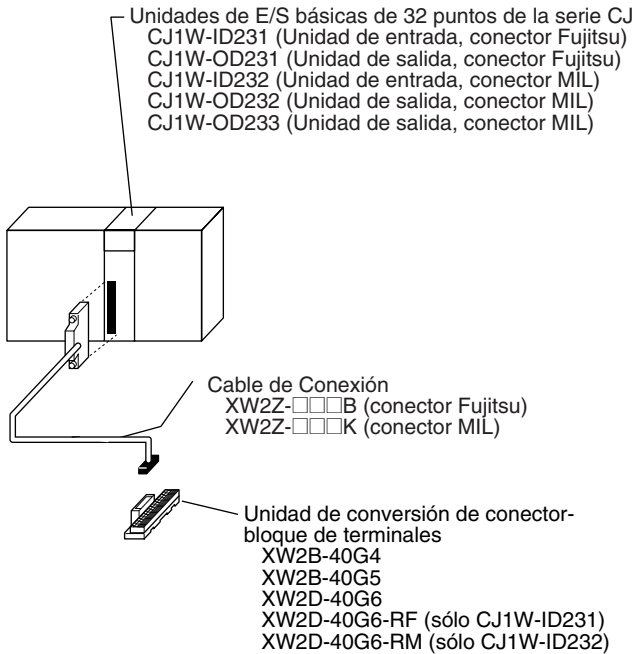 Unidades de E/S básicas de 32 puntos de la serie CJ
CJ1W-ID231 (Unidad de entrada, conector Fujitsu)
CJ1W-OD231 (Unidad de salida, conector Fujitsu)
CJ1W-ID232 (Unidad de entrada, conector MIL)
CJ1W-OD232 (Unidad de salida, conector MIL)
CJ1W-OD233 (Unidad de salida, conector MIL)
Cable de Conexión
XW2Z-□□□B (conector Fujitsu)
XW2Z-□□□K (conector MIL)
Unidad de conversión de conector-
bloque de terminales
XW2B-40G4
XW2B-40G5
XW2D-40G6
XW2D-40G6-RF (sólo CJ1W-ID231)
XW2D-40G6-RM (sólo CJ1W-ID232)